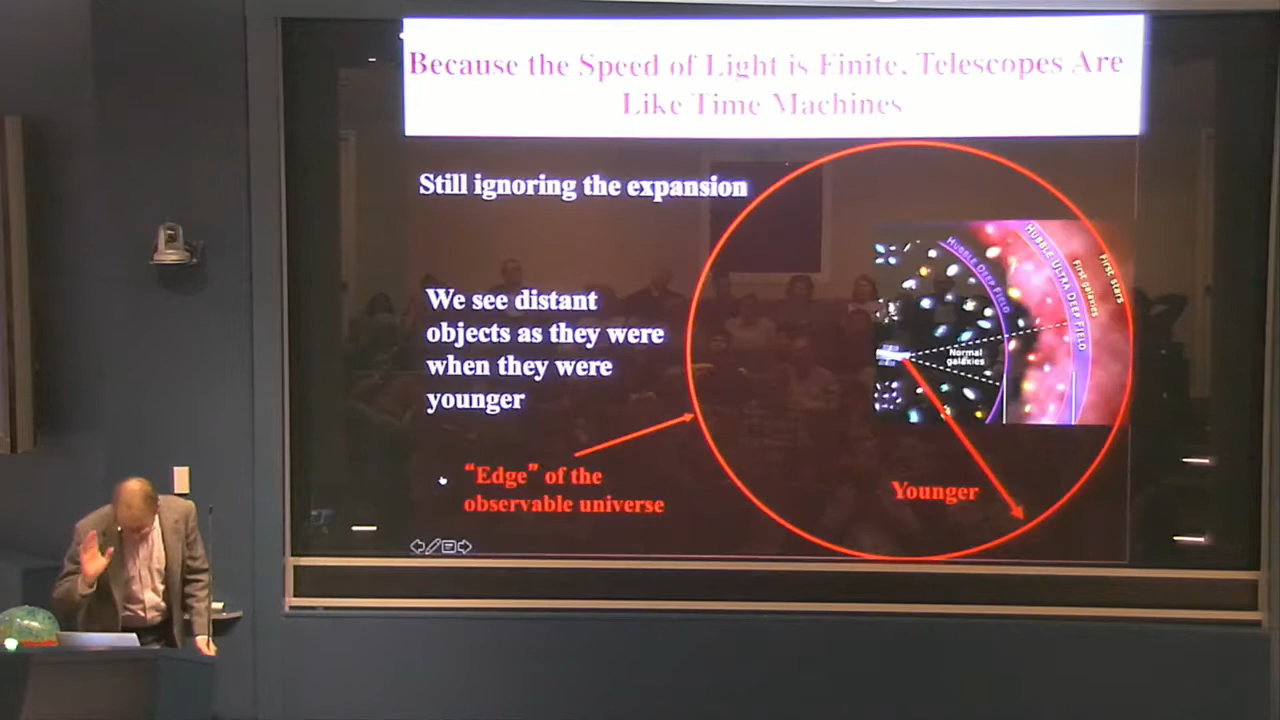 Because the Speed of Light is Finite, Telescopes Are
Like Time Machines
Still ignoring the expansion
We see distant
objects as they were
when they were
younger
“Edge” of the
observable universe
HUBBLE DEEP FIELD
HUBBLE ULTRA DEEP FIELD
First galaxies
First stars
Normal
galaxies
Younger